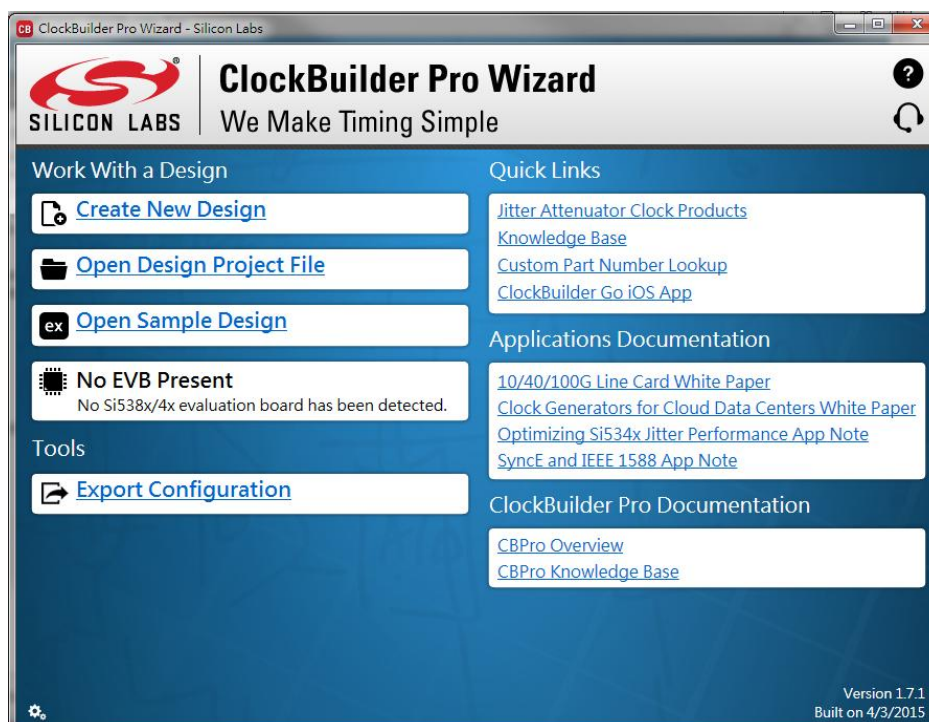 CB ClockBuilder Pro Wizard - Silicon Labs
SILICON LABS
ClockBuilder Pro Wizard
We Make Timing Simple
?
Work With a Design
Create New Design
Open Design Project File
ex Open Sample Design
No EVB Present
No Si538x/4x evaluation board has been detected.
Tools
Export Configuration
Quick Links
Jitter Attenuator Clock Products
Knowledge Base
Custom Part Number Lookup
ClockBuilder Go iOS App
Applications Documentation
10/40/100G Line Card White Paper
Clock Generators for Cloud Data Centers White Paper
Optimizing Si534x Jitter Performance App Note
SyncE and IEEE 1588 App Note
ClockBuilder Pro Documentation
CBPro Overview
CBPro Knowledge Base
Version 1.7.1
Built on 4/3/2015